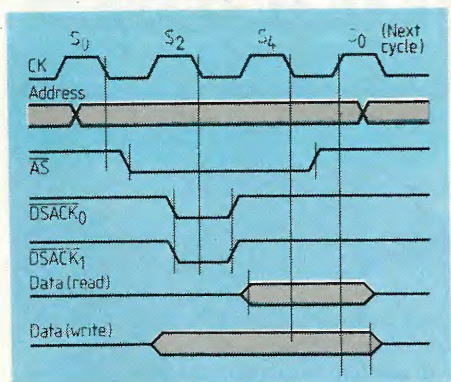 S0 S2 S4 S0 (Next cycle)
CK
Address
AS
DSACK0
DSACK1
Data (read)
Data (write)